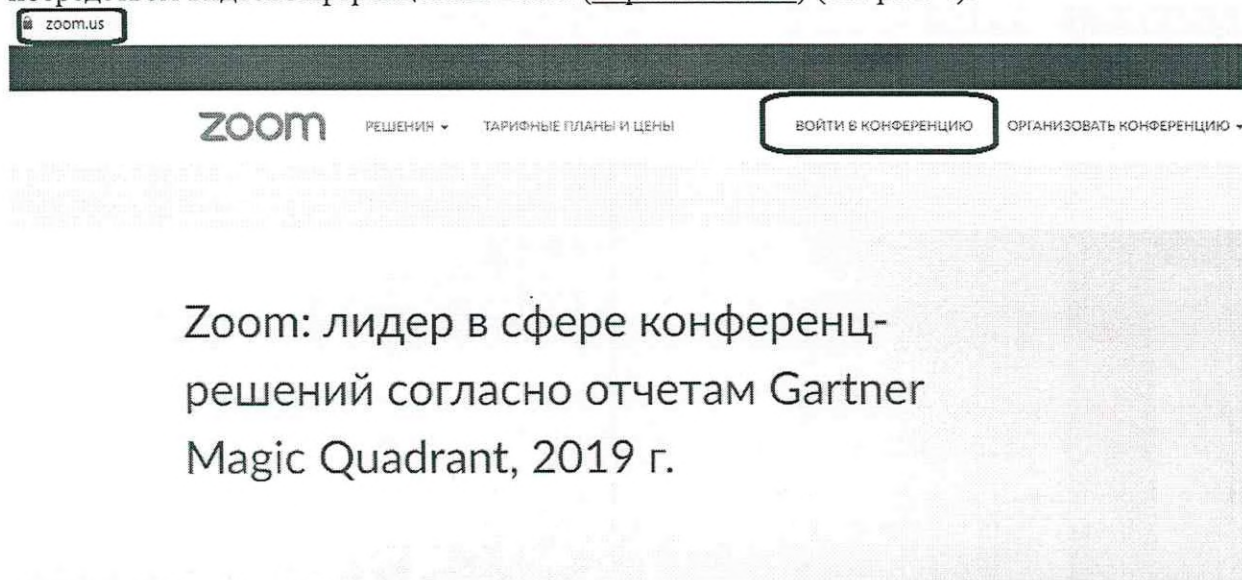 zoom.us
zoom РЕШЕНИЯ ТАРИФНЫЕ ПЛАНЫ И ЦЕНЫ ВОЙТИ В КОНФЕРЕНЦИЮ ОРГАНИЗОВАТЬ КОНФЕРЕНЦИЮ
Zoom: лидер в сфере конференц-
решений согласно отчетам Gartner
Magic Quadrant, 2019 г.